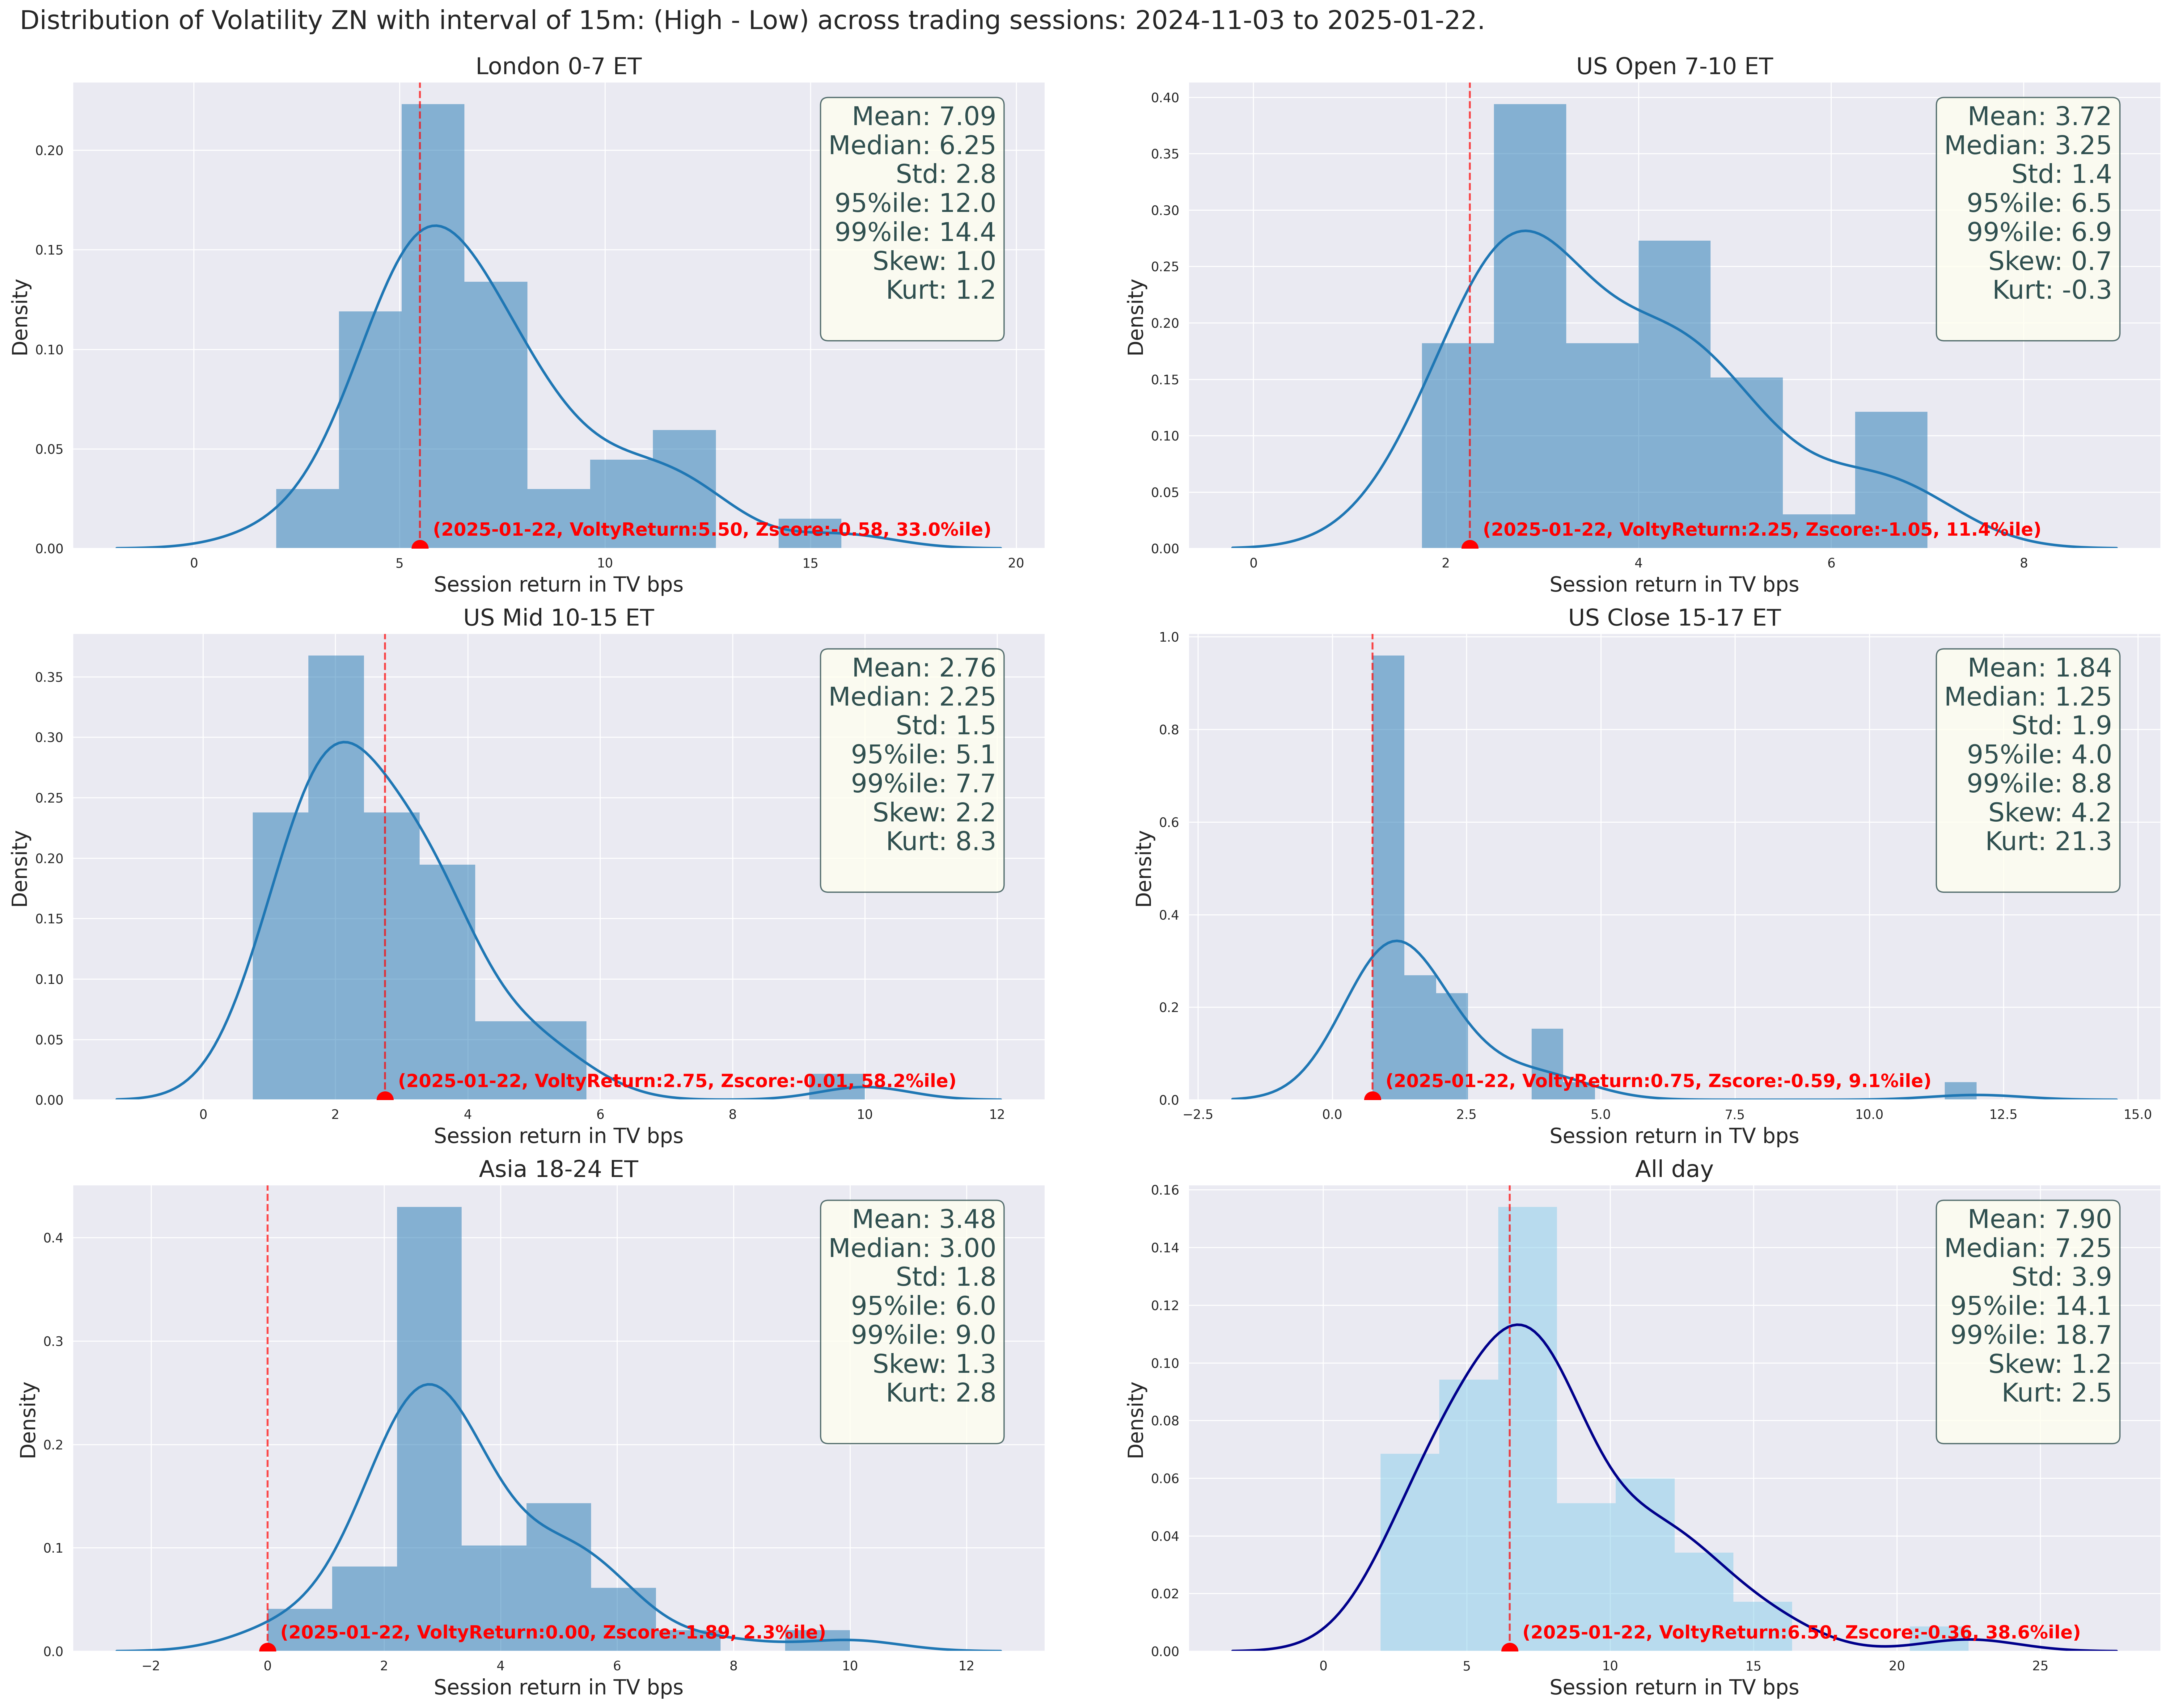 Distribution of Volatility ZN with interval of 15m: (High - Low) across trading sessions: 2024-11-03 to 2025-01-22.
London 0-7 ET
Density
0.20
0.15
0.10
0.05
0.00
Mean: 7.09
Median: 6.25
Std: 2.8
95%ile: 12.0
99%ile: 14.4
Skew: 1.0
Kurt: 1.2
(2025-01-22, VoltyReturn:5.50, Zscore:-0.58, 33.0%ile)
0 5 10 15 20
Session return in TV bps
US Open 7-10 ET
Density
0.40
0.35
0.30
0.25
0.20
0.15
0.10
0.05
0.00
Mean: 3.72
Median: 3.25
Std: 1.4
95%ile: 6.5
99%ile: 6.9
Skew: 0.7
Kurt: -0.3
(2025-01-22, VoltyReturn:2.25, Zscore:-1.05, 11.4%ile)
0 2 4 6 8
Session return in TV bps
US Mid 10-15 ET
Density
0.35
0.30
0.25
0.20
0.15
0.10
0.05
0.00
Mean: 2.76
Median: 2.25
Std: 1.5
95%ile: 5.1
99%ile: 7.7
Skew: 2.2
Kurt: 8.3
(2025-01-22, VoltyReturn:2.75, Zscore:-0.01, 58.2%ile)
0 2 4 6 8 10 12
Session return in TV bps
US Close 15-17 ET
Density
1.0
0.8
0.6
0.4
0.2
0.0
Mean: 1.84
Median: 1.25
Std: 1.9
95%ile: 4.0
99%ile: 8.8
Skew: 4.2
Kurt: 21.3
(2025-01-22, VoltyReturn:0.75, Zscore:-0.59, 9.1%ile)
−2.5 0.0 2.5 5.0 7.5 10.0 12.5 15.0
Session return in TV bps
Asia 18-24 ET
Density
0.4
0.3
0.2
0.1
0.0
Mean: 3.48
Median: 3.00
Std: 1.8
95%ile: 6.0
99%ile: 9.0
Skew: 1.3
Kurt: 2.8
(2025-01-22, VoltyReturn:0.00, Zscore:-1.89, 2.3%ile)
−2 0 2 4 6 8 10 12
Session return in TV bps
All day
Density
0.16
0.14
0.12
0.10
0.08
0.06
0.04
0.02
0.00
Mean: 7.90
Median: 7.25
Std: 3.9
95%ile: 14.1
99%ile: 18.7
Skew: 1.2
Kurt: 2.5
(2025-01-22, VoltyReturn:6.50, Zscore:-0.36, 38.6%ile)
0 5 10 15 20 25
Session return in TV bps